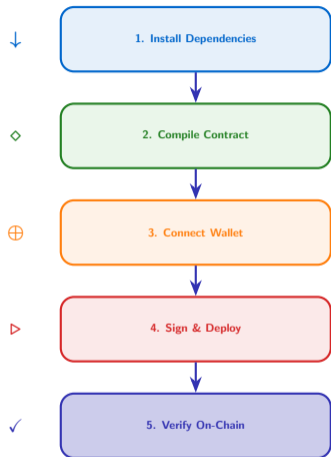 1. Install Dependencies
2. Compile Contract
3. Connect Wallet
4. Sign & Deploy
5. Verify On-Chain